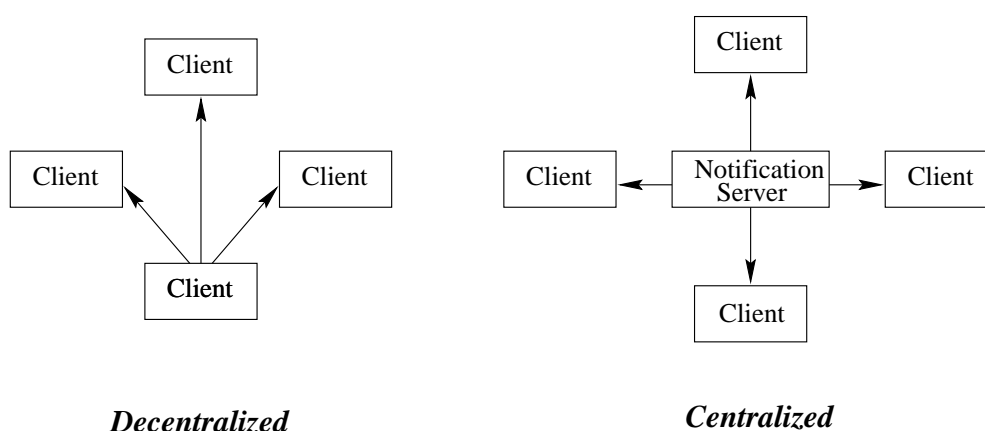 Client
Client
Client
Client
Decentralized
Client
Client
Notification
Server
Client
Client
Centralized